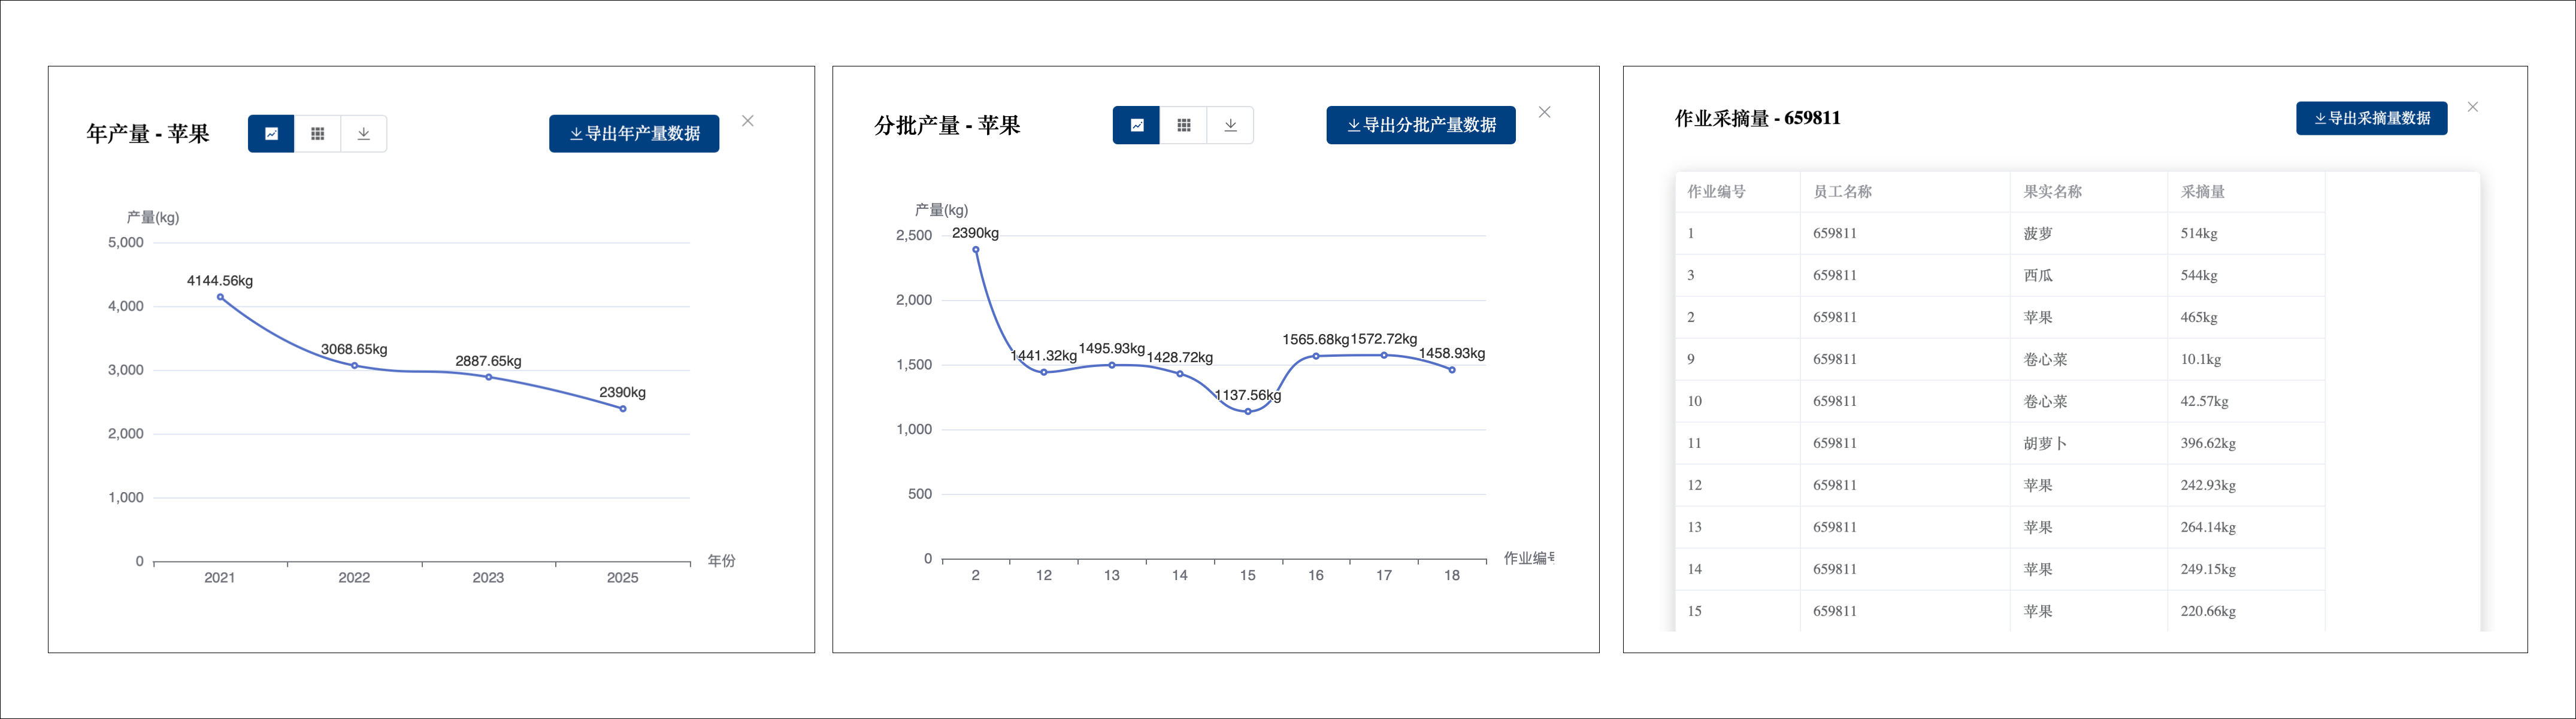 年产量 - 苹果
导出年产量数据
产量(kg)
5,000
4,000
3,000
2,000
1,000
0
4144.56kg
3068.65kg
2887.65kg
2390kg
2021 2022 2023 2025
年份
分批产量 - 苹果
导出分批产量数据
产量(kg)
2,500
2,000
1,500
1,000
500
0
2390kg
1441.32kg
1495.93kg
1428.72kg
1137.56kg
1565.68kg
1572.72kg
1458.93kg
2 12 13 14 15 16 17 18
作业编号
作业采摘量 - 659811
导出采摘量数据
作业编号 员工名称 果实名称 采摘量
1 659811 菠萝 514kg
3 659811 西瓜 544kg
2 659811 苹果 465kg
9 659811 卷心菜 10.1kg
10 659811 卷心菜 42.57kg
11 659811 胡萝卜 396.62kg
12 659811 苹果 242.93kg
13 659811 苹果 264.14kg
14 659811 苹果 249.15kg
15 659811 苹果 220.66kg